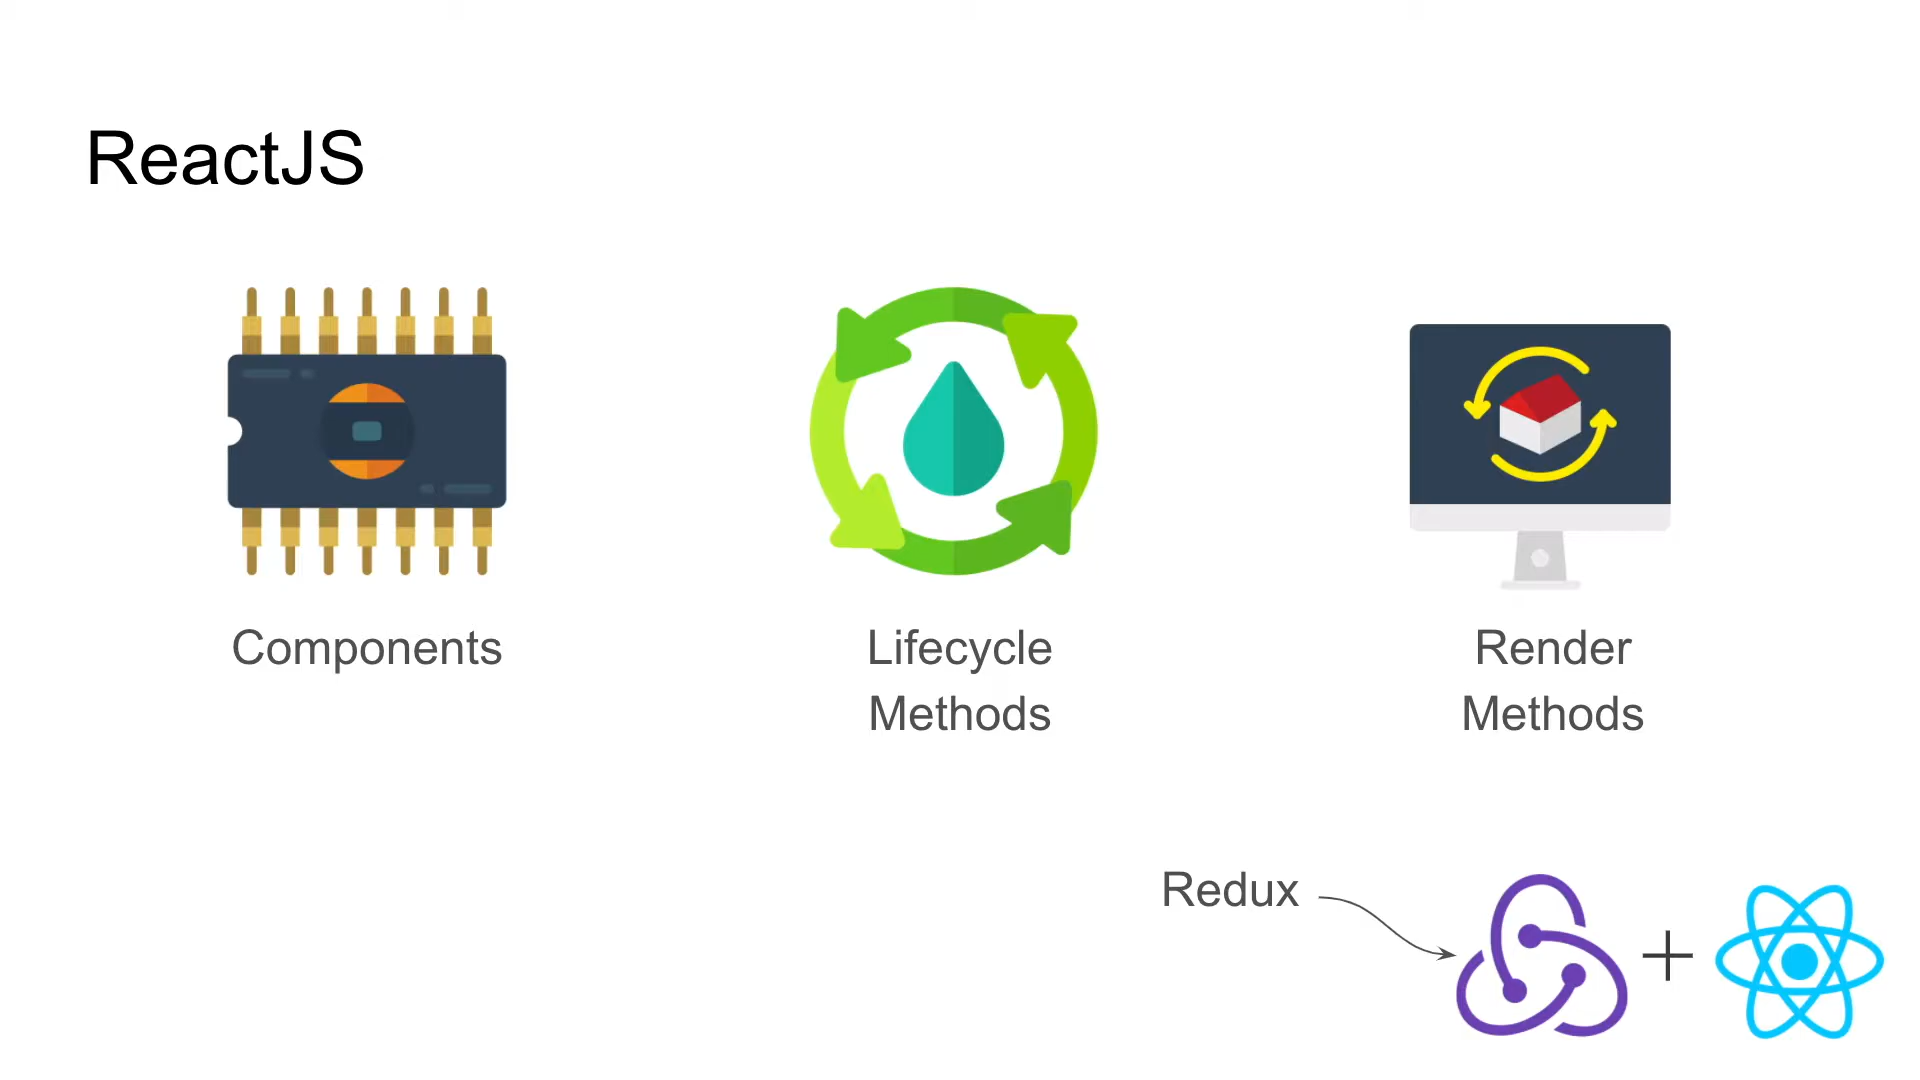 ReactJS
Components
Lifecycle
Methods
Render
Methods
Redux